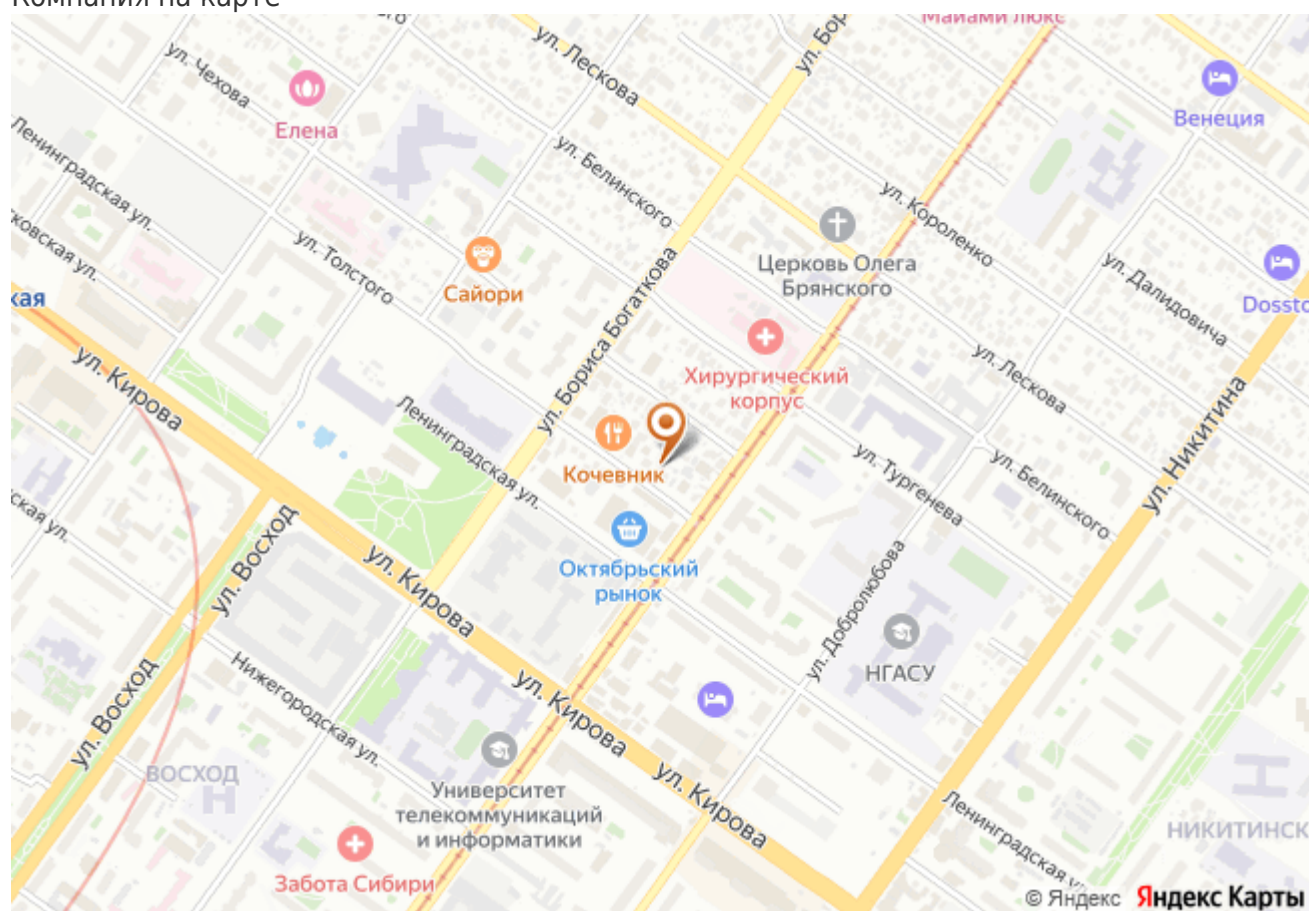 Компания на карте
Майами Люкс
ул. Лескова
ул. Чехова
Елена
Венеция
Ленинградская ул.
ул. Белинского
ул. Короленко
ул. Толстого
Сайори
ул. Бориса Богаткова
Церковь Олега
Брянского
ул. Далидовича
Хирургический
корпус
ул. Лескова
ул. Кирова
Ленинградская ул.
Кочевник
ул. Тургенева
ул. Белинского
ул. Никитина
Октябрьский
рынок
ул. Восход
ул. Кирова
ул. Добролюбова
НГАСУ
ул. Восход
Нижегородская ул.
ул. Кирова
ВОСХОД
Университет
телекоммуникаций
и информатики
ул. Кирова
Ленинградская ул.
Забота Сибири
© Яндекс Яндекс Карты